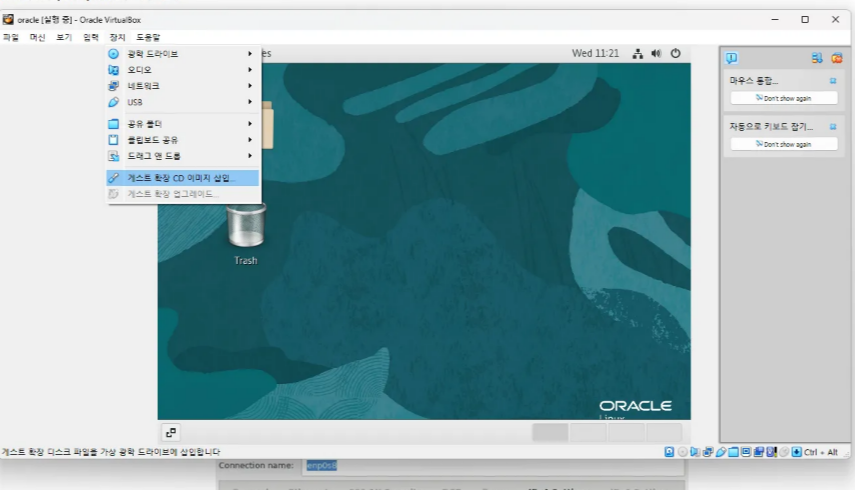 oracle [실행 중] - Oracle VirtualBox
파일 머신 보기 입력 장치 도움말
광학 드라이브
es
Wed 11:21
오디오
네트워크
USB
공유 폴더
클립보드 공유
드래그 앤 드롭
게스트 확장 CD 이미지 삽입...
게스트 확장 업그레이드...
마우스 통합...
Don't show again
자동으로 키보드 잡기...
Don't show again
Trash
ORACLE
Linux
게스트 확장 디스크 파일을 가상 광학 드라이브에 삽입합니다
Ctrl + Alt
Connection name: enp0s8